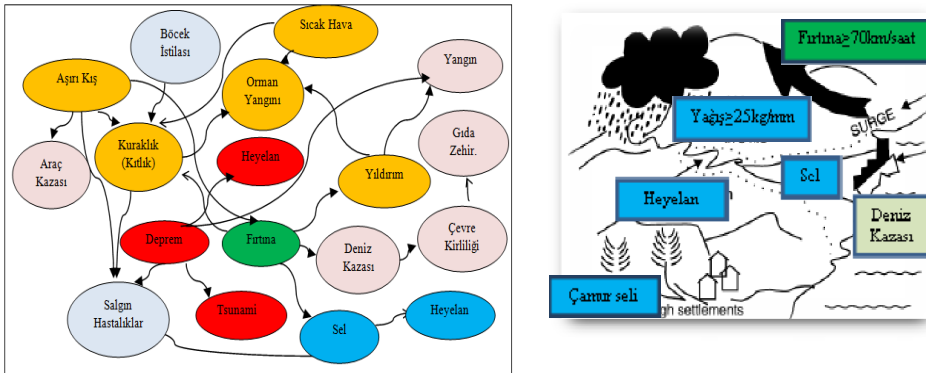 Sıcak Hava
Böcek
İstilası
Aşırı Kış
Orman
Yangını
Yangın
Kuraklık
(Kıtlık)
Araç
Kazası
Heyelan
Gıda
Zehir.
Yıldırım
Deprem
Fırtına
Deniz
Kazası
Çevre
Kirliliği
Salgın
Hastalıklar
Tsunami
Sel
Heyelan
Fırtına≥70km/saat
Yağış≥25kg/mm
SURGE
Sel
Heyelan
Deniz
Kazası
Çamur seli
gh settlements